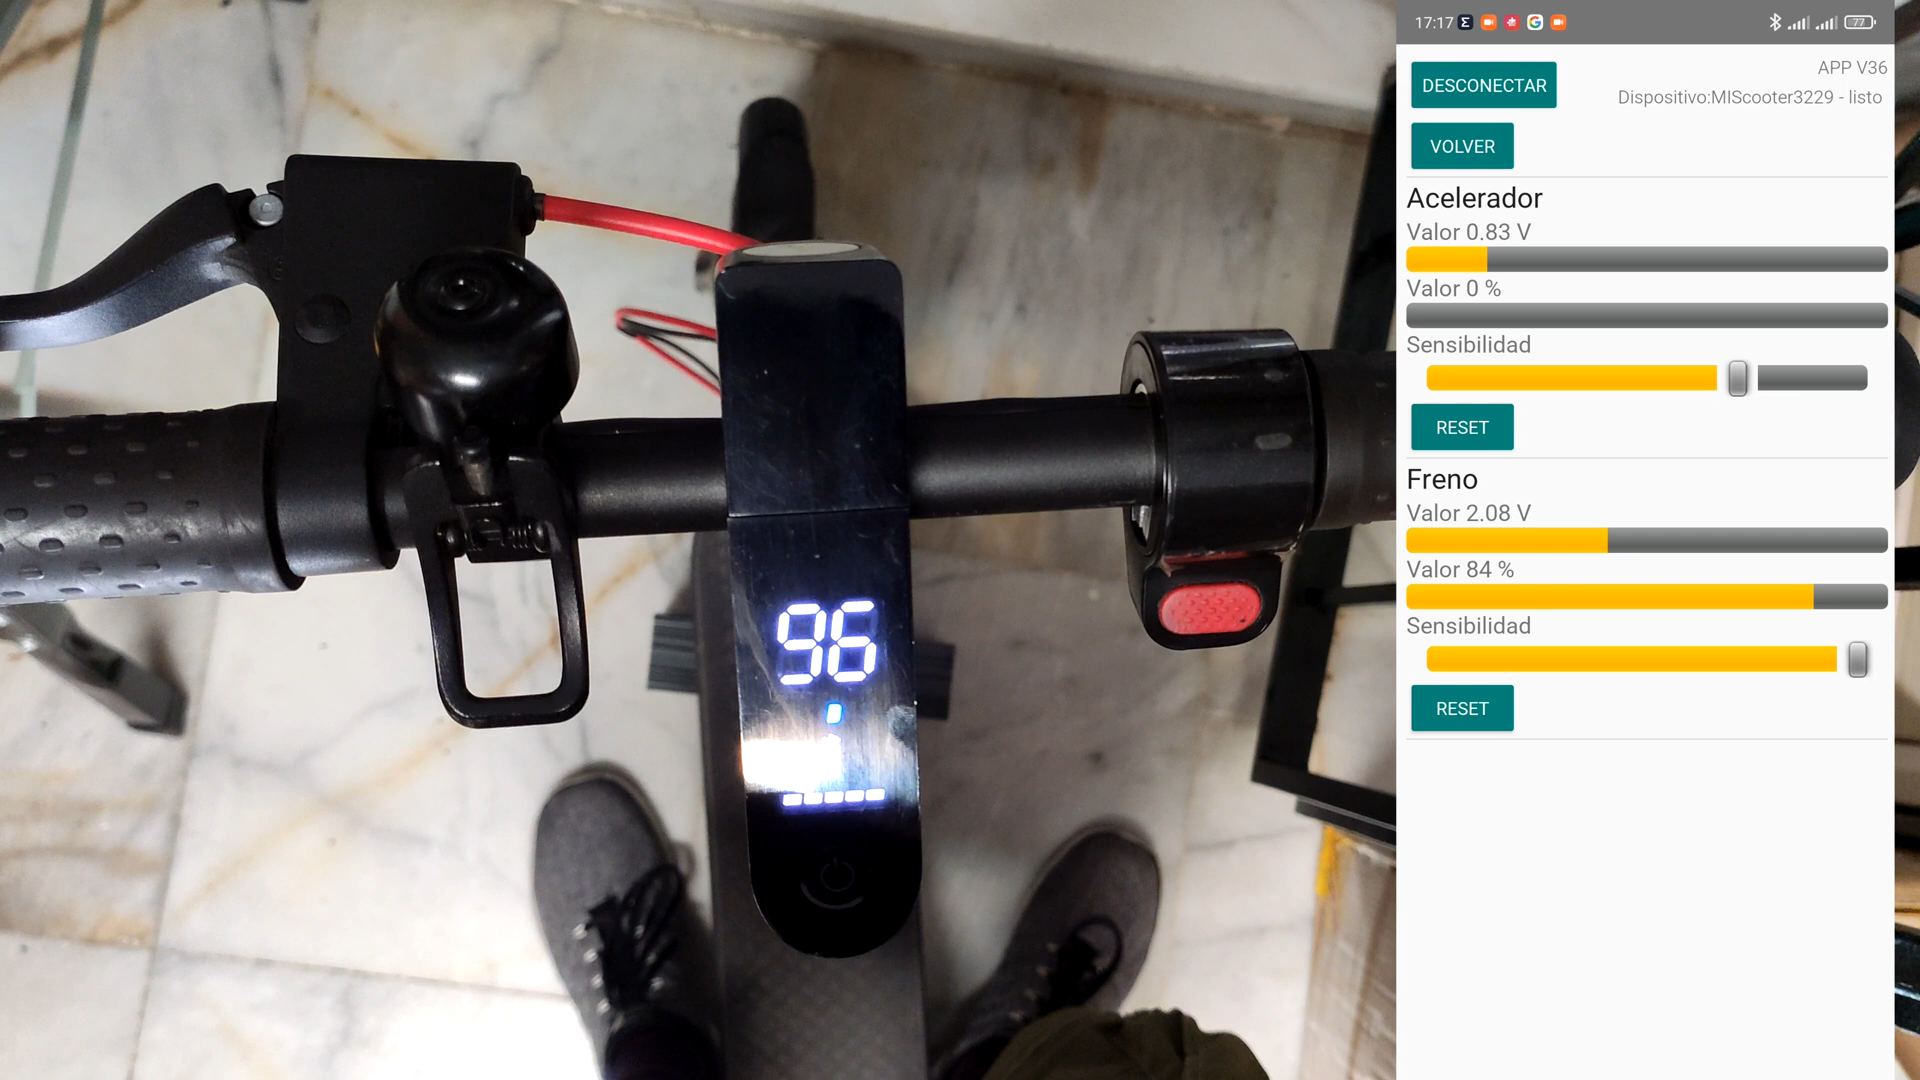 96
17:17
77
DESCONECTAR
APP V36
Dispositivo:MIScooter3229 - listo
VOLVER
Acelerador
Valor 0.83 V
Valor 0 %
Sensibilidad
RESET
Freno
Valor 2.08 V
Valor 84 %
Sensibilidad
RESET